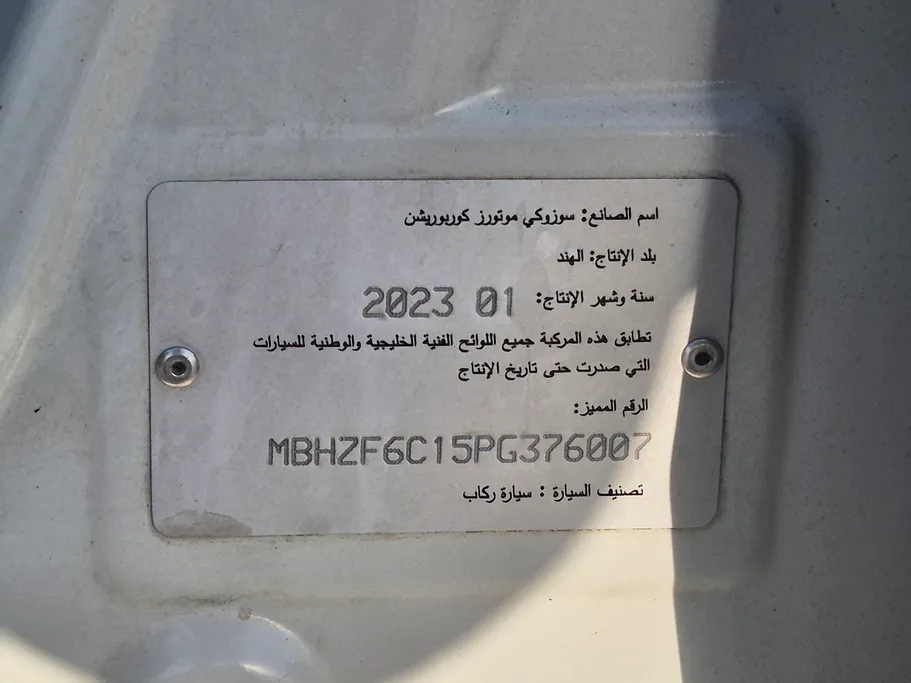 اسم الصانع: سوزوكي موتورز كوربوريشن
بلد الإنتاج: الهند
سنة وشهر الإنتاج: 01 2023
تطابق هذه المركبة جميع اللوائح الفنية الخليجية والوطنية للسيارات
التي صدرت حتى تاريخ الإنتاج
الرقم المميز:
MBHZF6C15PG376007
تصنيف السيارة : سيارة ركاب